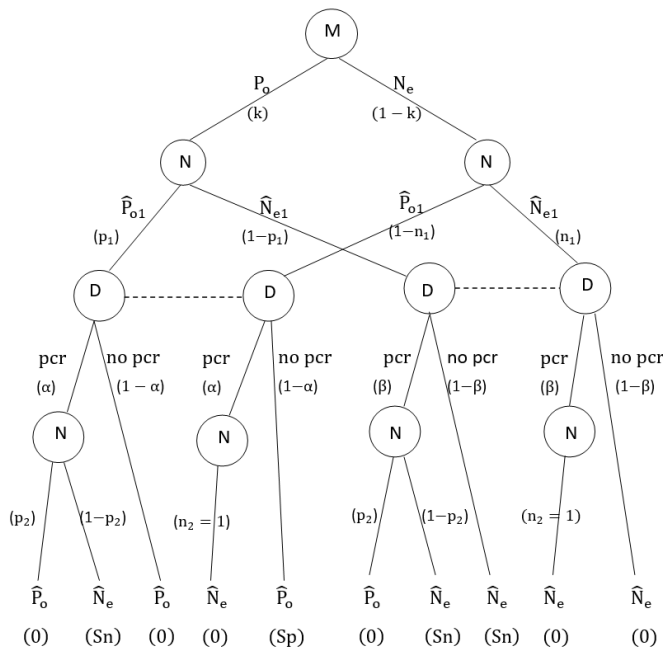 M
Pₒ Nₑ
(k) (1 − k)
N N
P̂ₒ₁ N̂ₑ₁ P̂ₒ₁ N̂ₑ₁
(p₁) (1−p₁) (1−n₁) (n₁)
D D D D
pcr no pcr pcr no pcr pcr no pcr pcr no pcr
(α) (1 − α) (α) (1−α) (β) (1−β) (β) (1−β)
N N N N
(p₂) (1−p₂) (n₂ = 1) (p₂) (1−p₂) (n₂ = 1)
P̂ₒ N̂ₑ P̂ₒ N̂ₑ P̂ₒ P̂ₒ N̂ₑ N̂ₑ N̂ₑ N̂ₑ
(0) (Sn) (0) (0) (Sp) (0) (Sn) (Sn) (0) (0)